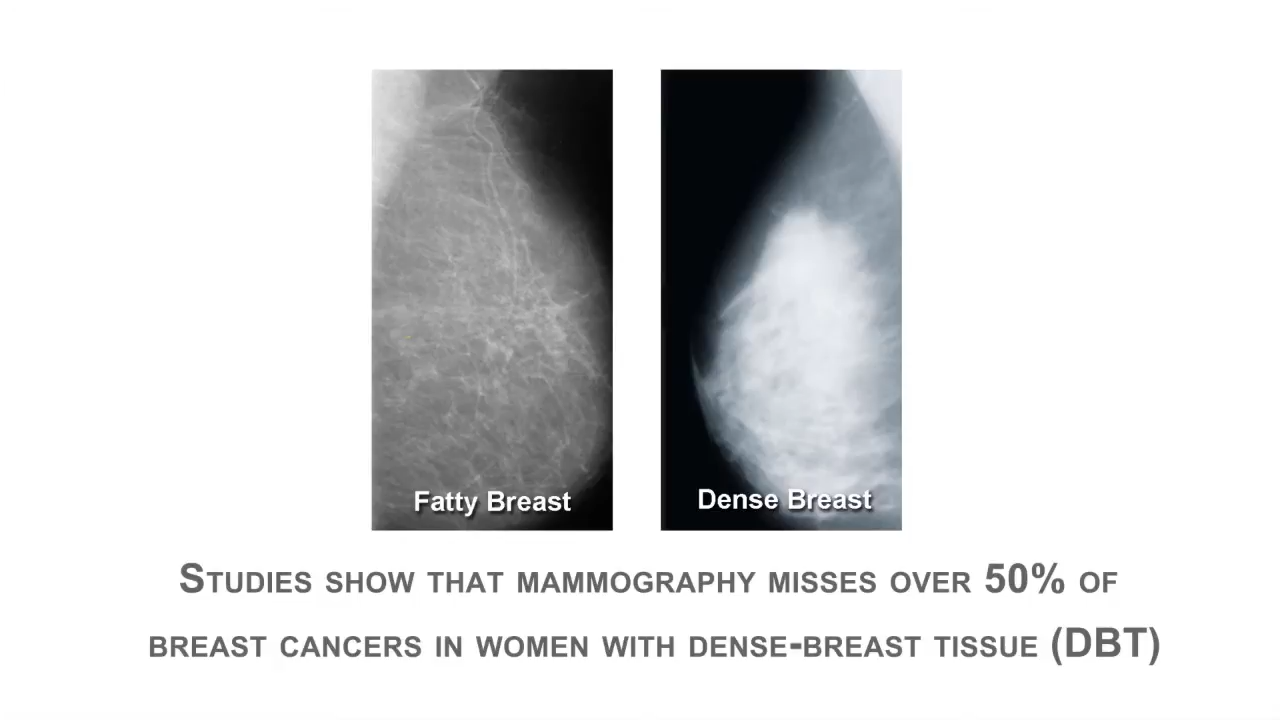 Fatty Breast
Dense Breast
Studies show that mammography misses over 50% of
breast cancers in women with dense-breast tissue (DBT)